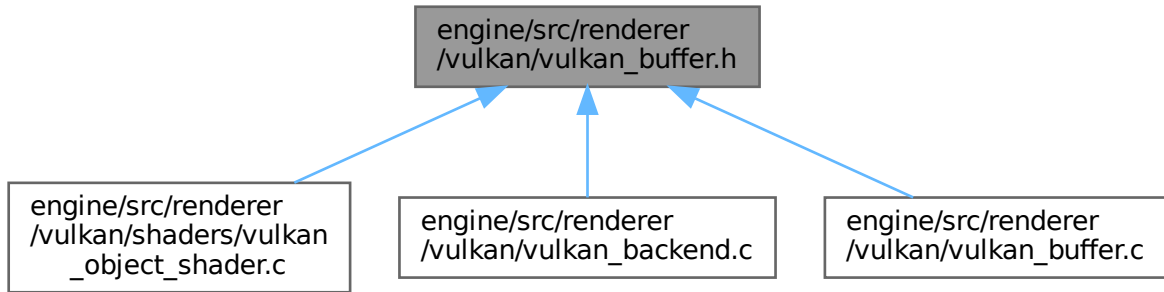 engine/src/renderer
/vulkan/vulkan_buffer.h
engine/src/renderer
/vulkan/shaders/vulkan
_object_shader.c
engine/src/renderer
/vulkan/vulkan_backend.c
engine/src/renderer
/vulkan/vulkan_buffer.c